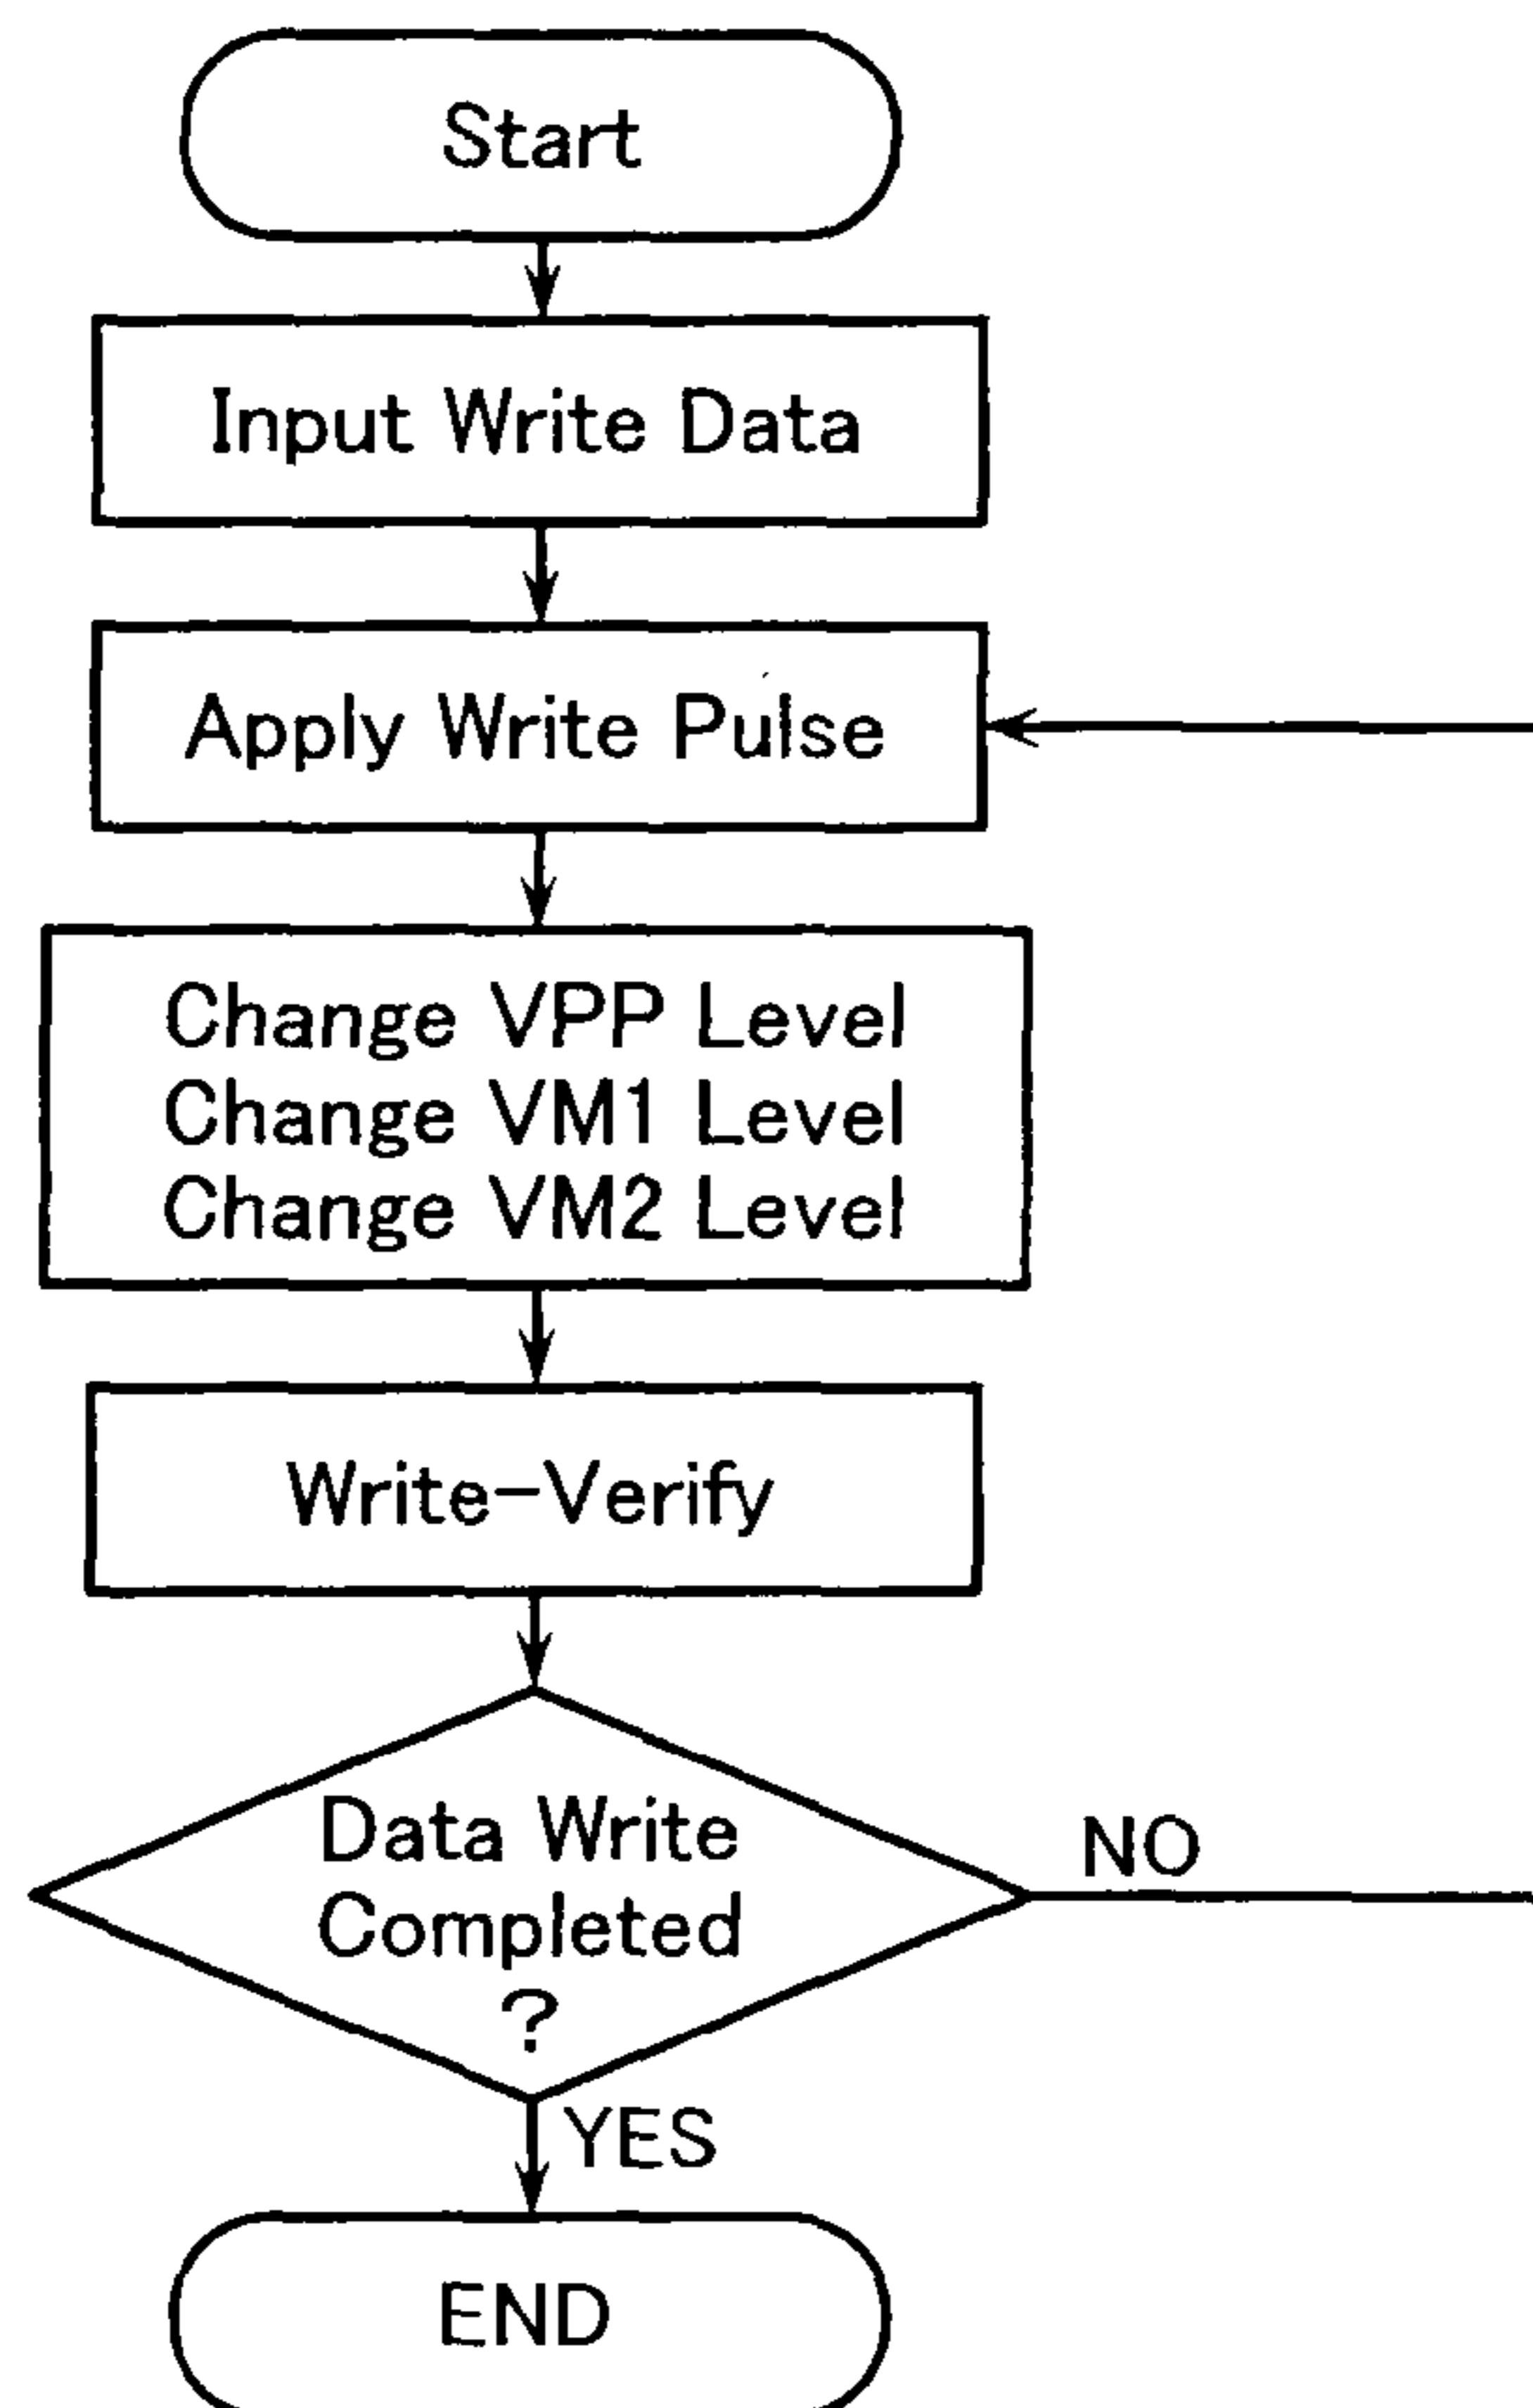 Start
Input Write Data
Apply Write Pulse
Change VPP Level
Change VM1 Level
Change VM2 Level
Write-Verify
Data Write
Completed
?
NO
YES
END